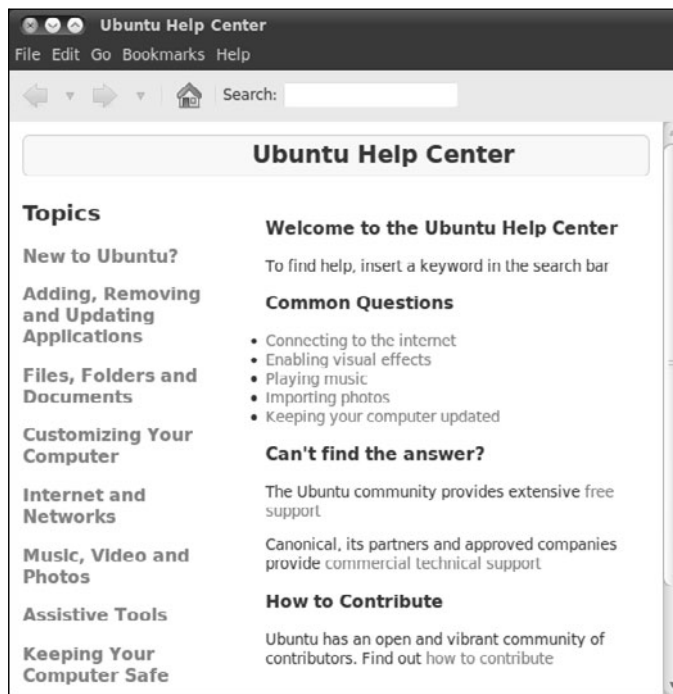 Ubuntu Help Center
File Edit Go Bookmarks Help
Search:
Ubuntu Help Center
Topics
New to Ubuntu?
Adding, Removing
and Updating
Applications
Files, Folders and
Documents
Customizing Your
Computer
Internet and
Networks
Music, Video and
Photos
Assistive Tools
Keeping Your
Computer Safe
Welcome to the Ubuntu Help Center
To find help, insert a keyword in the search bar
Common Questions
• Connecting to the internet
• Enabling visual effects
• Playing music
• Importing photos
• Keeping your computer updated
Can't find the answer?
The Ubuntu community provides extensive free
support
Canonical, its partners and approved companies
provide commercial technical support
How to Contribute
Ubuntu has an open and vibrant community of
contributors. Find out how to contribute